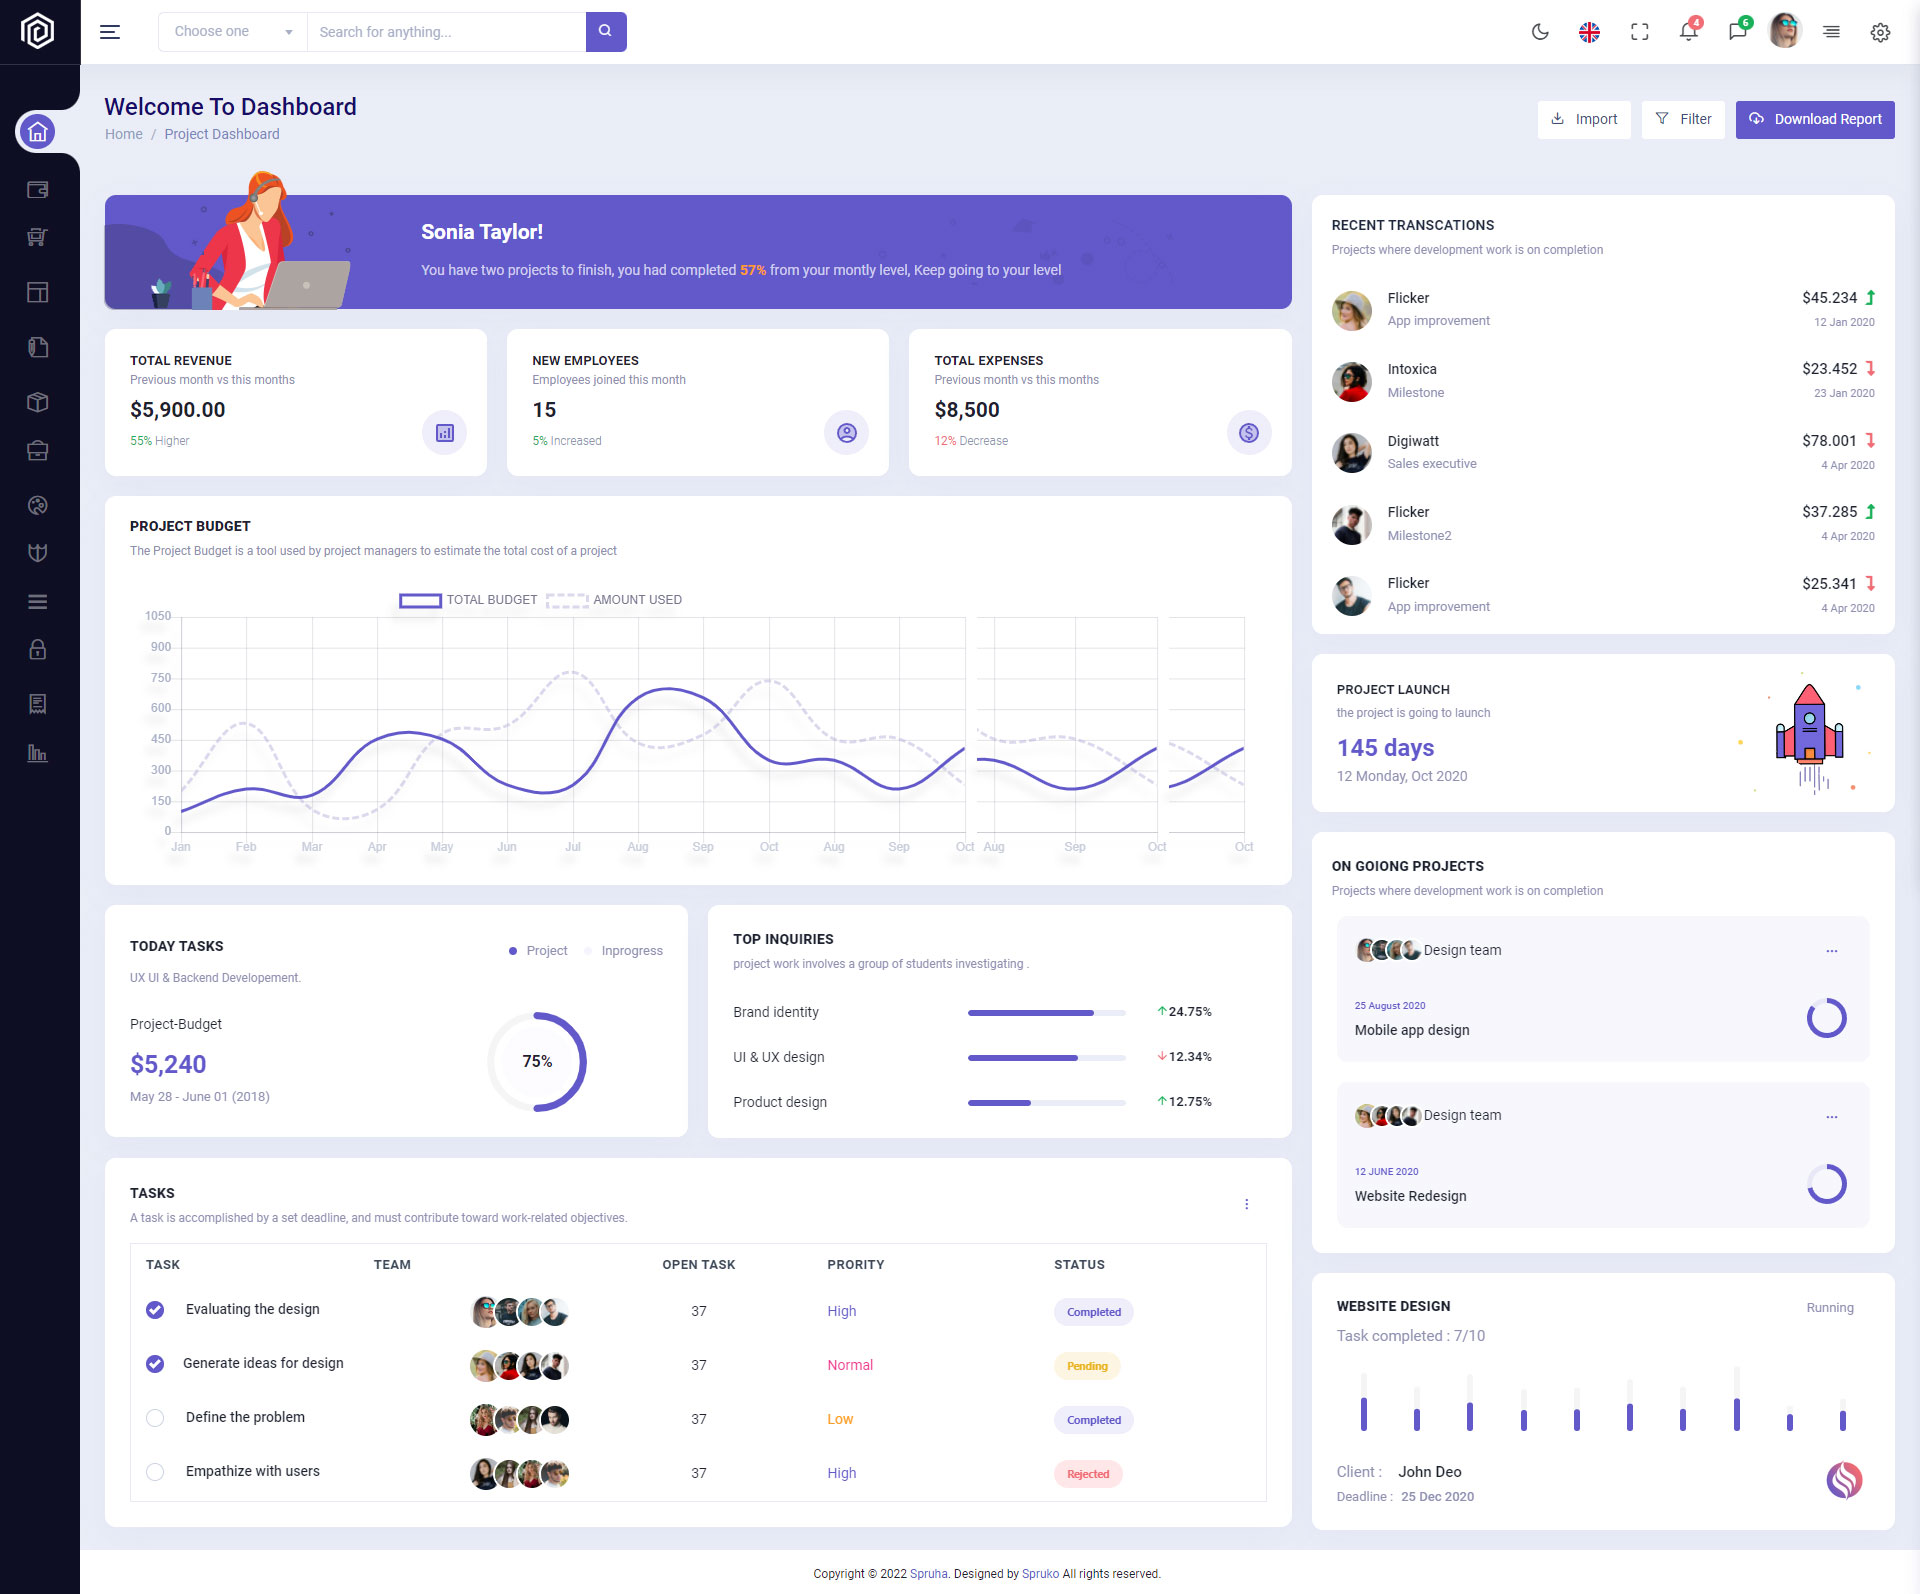 Choose one
Search for anything...
4
6
Welcome To Dashboard
Home / Project Dashboard
Import
Filter
Download Report
Sonia Taylor!
You have two projects to finish, you had completed 57% from your montly level, Keep going to your level
TOTAL REVENUE
Previous month vs this months
$5,900.00
55% Higher
NEW EMPLOYEES
Employees joined this month
15
5% Increased
TOTAL EXPENSES
Previous month vs this months
$8,500
12% Decrease
PROJECT BUDGET
The Project Budget is a tool used by project managers to estimate the total cost of a project
TOTAL BUDGET AMOUNT USED
1050
900
750
600
450
300
150
0
Jan Feb Mar Apr May Jun Jul Aug Sep Oct Aug Sep Oct Aug Sep Oct Oct
TODAY TASKS
Project Inprogress
UX UI & Backend Developement.
Project-Budget
$5,240
May 28 - June 01 (2018)
75%
TOP INQUIRIES
project work involves a group of students investigating .
Brand identity 24.75%
UI & UX design 12.34%
Product design 12.75%
TASKS
A task is accomplished by a set deadline, and must contribute toward work-related objectives.
TASK TEAM OPEN TASK PRORITY STATUS
Evaluating the design 37 High Completed
Generate ideas for design 37 Normal Pending
Define the problem 37 Low Completed
Empathize with users 37 High Rejected
RECENT TRANSCATIONS
Projects where development work is on completion
Flicker $45.234
App improvement 12 Jan 2020
Intoxica $23.452
Milestone 23 Jan 2020
Digiwatt $78.001
Sales executive 4 Apr 2020
Flicker $37.285
Milestone2 4 Apr 2020
Flicker $25.341
App improvement 4 Apr 2020
PROJECT LAUNCH
the project is going to launch
145 days
12 Monday, Oct 2020
ON GOIONG PROJECTS
Projects where development work is on completion
Design team
25 August 2020
Mobile app design
Design team
12 JUNE 2020
Website Redesign
WEBSITE DESIGN
Running
Task completed : 7/10
Client : John Deo
Deadline : 25 Dec 2020
Copyright © 2022 Spruha. Designed by Spruko All rights reserved.